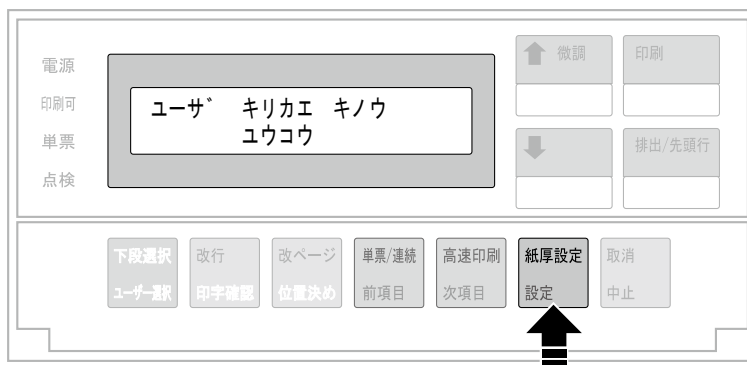 電源
印刷可
単票
点検
ユーザ゛ キリカエ キノウ
ユウコウ
微調
印刷
排出/先頭行
下段選択
ユーザー選択
改行
印字確認
改ページ
位置決め
単票/連続
前項目
高速印刷
次項目
紙厚設定
設定
取消
中止